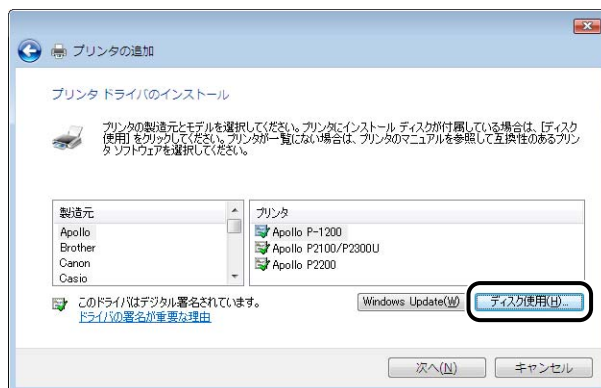 プリンタの追加
プリンタ ドライバのインストール
プリンタの製造元とモデルを選択してください。プリンタにインストール ディスクが付属している場合は、[ディスク
使用] をクリックしてください。プリンタが一覧にない場合は、プリンタのマニュアルを参照して互換性のあるプリン
タ ソフトウェアを選択してください。
製造元
Apollo
Brother
Canon
Casio
プリンタ
Apollo P-1200
Apollo P2100/P2300U
Apollo P2200
このドライバはデジタル署名されています。
ドライバの署名が重要な理由
Windows Update(W)
ディスク使用(H)...
次へ(N)
キャンセル